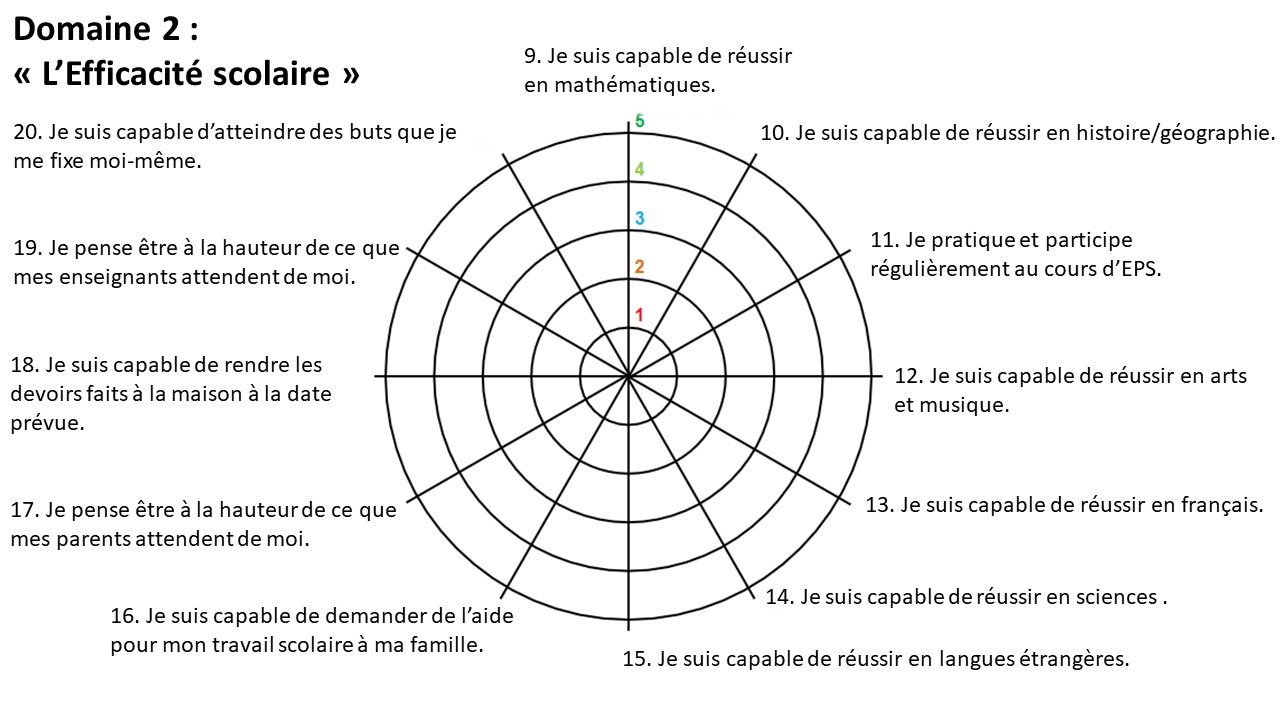 Domaine 2 :
« L’Efficacité scolaire »
9. Je suis capable de réussir
en mathématiques.
10. Je suis capable de réussir en histoire/géographie.
11. Je pratique et participe
régulièrement au cours d’EPS.
12. Je suis capable de réussir en arts
et musique.
13. Je suis capable de réussir en français.
14. Je suis capable de réussir en sciences .
15. Je suis capable de réussir en langues étrangères.
16. Je suis capable de demander de l’aide
pour mon travail scolaire à ma famille.
17. Je pense être à la hauteur de ce que
mes parents attendent de moi.
18. Je suis capable de rendre les
devoirs faits à la maison à la date
prévue.
19. Je pense être à la hauteur de ce que
mes enseignants attendent de moi.
20. Je suis capable d’atteindre des buts que je
me fixe moi-même.
5
4
3
2
1